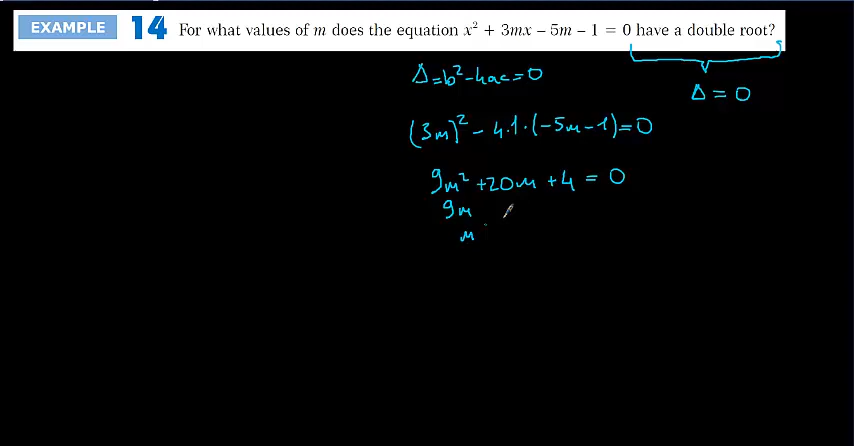 EXAMPLE 14 For what values of m does the equation x² + 3mx − 5m − 1 = 0 have a double root?
Δ=b²-4ac=0
Δ = 0
(3m)² - 4·1·(-5m-1)=0
9m² +20m +4 = 0
9m
m